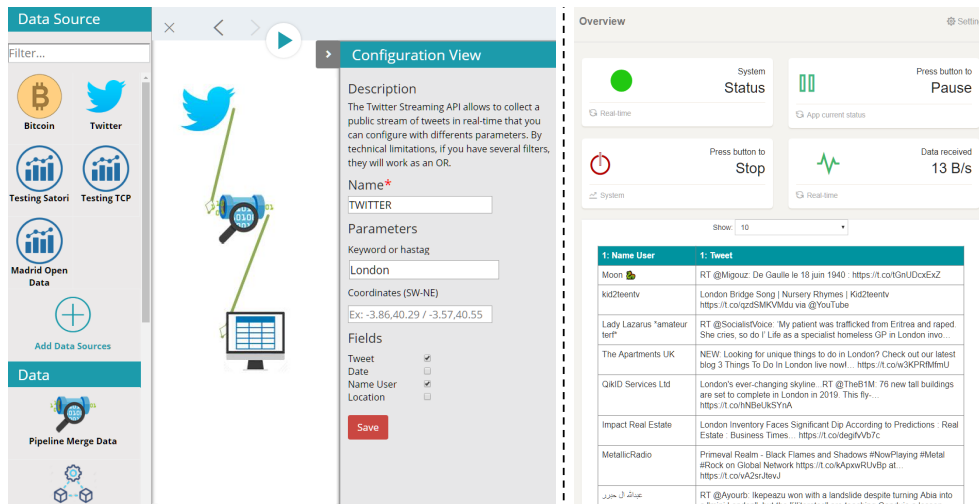 Data Source
Filter...
Bitcoin
Twitter
Testing Satori
Testing TCP
Madrid Open
Data
Add Data Sources
Data
Pipeline Merge Data
Configuration View
Description
The Twitter Streaming API allows to collect a
public stream of tweets in real-time that you
can configure with differents parameters. By
technical limitations, if you have several filters,
they will work as an OR.
Name*
TWITTER
Parameters
Keyword or hastag
London
Coordinates (SW-NE)
Ex: -3.86,40.29 / -3.57,40.55
Fields
Tweet
Date
Name User
Location
Save
Overview
Settin
System
Status
Real-time
Press button to
Pause
App current status
Press button to
Stop
System
Data received
13 B/s
Real-time
Show: 10
1: Name User
1: Tweet
Moon
RT @Migouz: De Gaulle le 18 juin 1940 : https://t.co/tGnUDcxExZ
kid2teentv
London Bridge Song | Nursery Rhymes | Kid2teentv
https://t.co/qzdSMKVMdu via @YouTube
Lady Lazarus *amateur
terf*
RT @SocialistVoice: 'My patient was trafficked from Eritrea and raped.
She cries, so do I' Life as a specialist homeless GP in London invo...
The Apartments UK
NEW: Looking for unique things to do in London? Check out our latest
blog 3 Things To Do In London live now!... https://t.co/w3KPRfMfmU
QikID Services Ltd
London's ever-changing skyline.. RT @TheB1M: 76 new tall buildings
are set to complete in London in 2019. This fly-...
https://t.co/hNBeUkSYnA
Impact Real Estate
London Inventory Faces Significant Dip According to Predictions : Real
Estate : Business Times... https://t.co/degifVVb7c
MetallicRadio
Primeval Realm - Black Flames and Shadows #NowPlaying #Metal
#Rock on Global Network https://t.co/kApxwRUvBp at...
https://t.co/vA2srJtevJ
RT @Ayourb: Ikepeazu won with a landslide despite turning Abia into